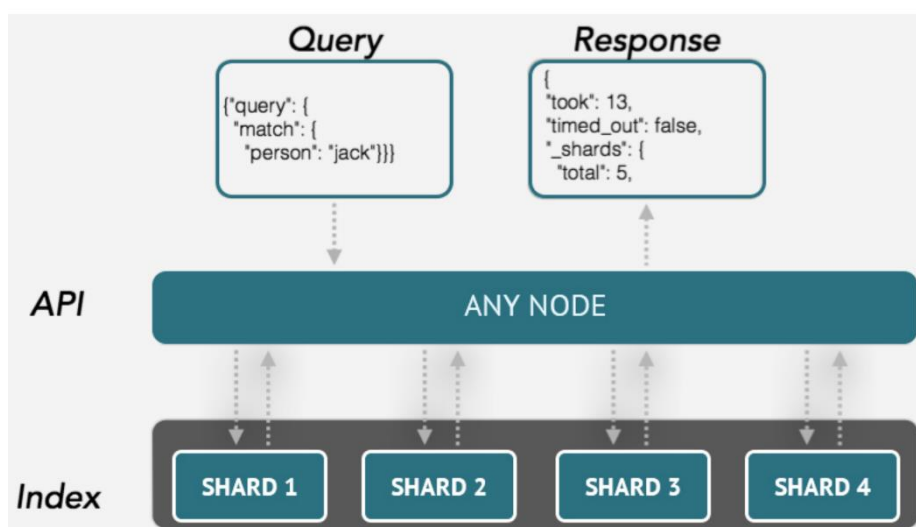 Query
Response
{"query": {
"match": {
"person": "jack"}}}
{
"took": 13,
"timed_out": false,
"_shards": {
"total": 5,
API
ANY NODE
Index
SHARD 1
SHARD 2
SHARD 3
SHARD 4